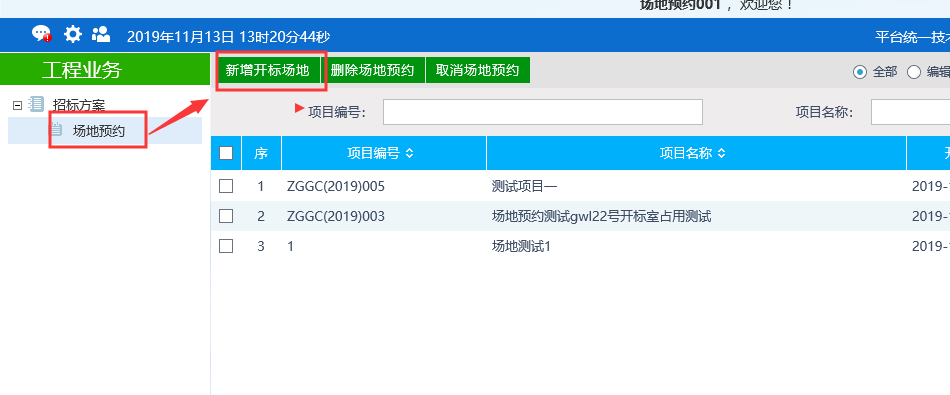 场地预约001 ，欢迎您！
2019年11月13日 13时20分44秒
平台统一技
工程业务
新增开标场地 删除场地预约 取消场地预约
全部 编辑
招标方案
场地预约
项目编号： 项目名称：
序 项目编号 项目名称
1 ZGGC(2019)005 测试项目一 2019-
2 ZGGC(2019)003 场地预约测试gwl22号开标室占用测试 2019-
3 1 场地测试1 2019-